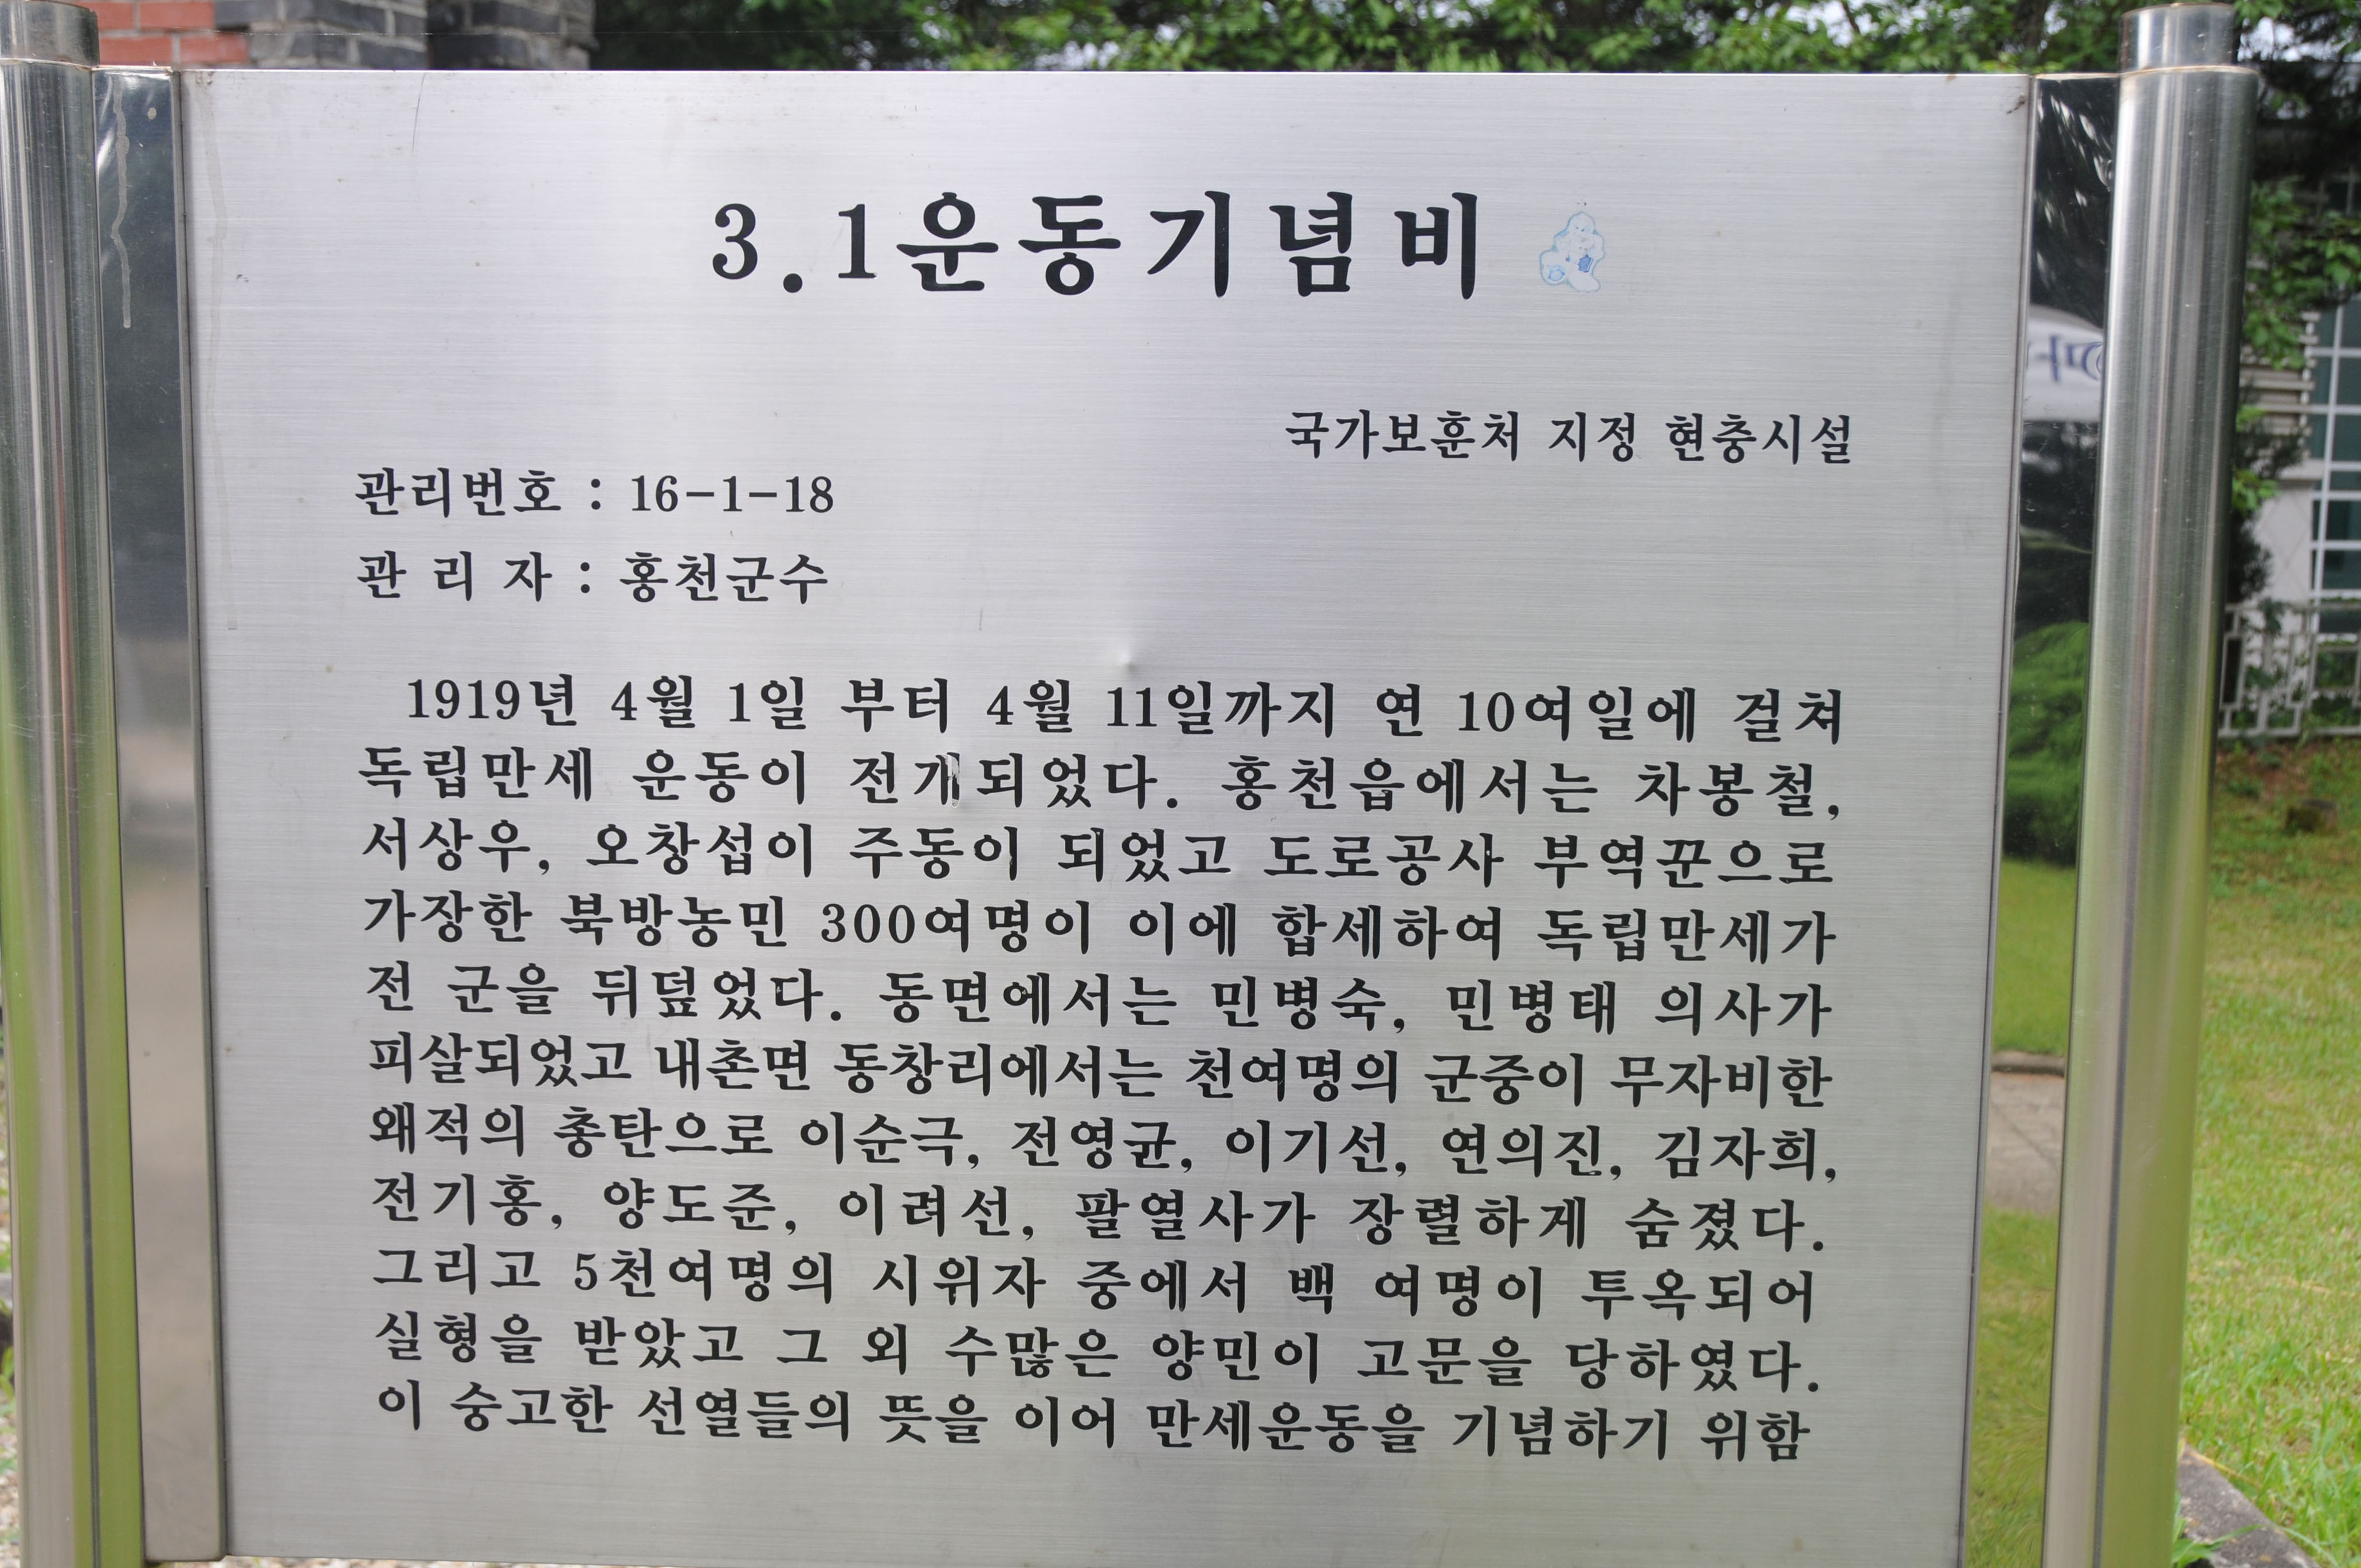 3.1운동기념비
국가보훈처 지정 현충시설
관리번호 : 16-1-18
관 리 자 : 홍천군수
1919년 4월 1일 부터 4월 11일까지 연 10여일에 걸쳐
독립만세 운동이 전개되었다. 홍천읍에서는 차봉철,
서상우, 오창섭이 주동이 되었고 도로공사 부역꾼으로
가장한 북방농민 300여명이 이에 합세하여 독립만세가
전 군을 뒤덮었다. 동면에서는 민병숙, 민병태 의사가
피살되었고 내촌면 동창리에서는 천여명의 군중이 무자비한
왜적의 총탄으로 이순극, 전영균, 이기선, 연의진, 김자희,
전기홍, 양도준, 이려선, 팔열사가 장렬하게 숨졌다.
그리고 5천여명의 시위자 중에서 백 여명이 투옥되어
실형을 받았고 그 외 수많은 양민이 고문을 당하였다.
이 숭고한 선열들의 뜻을 이어 만세운동을 기념하기 위함